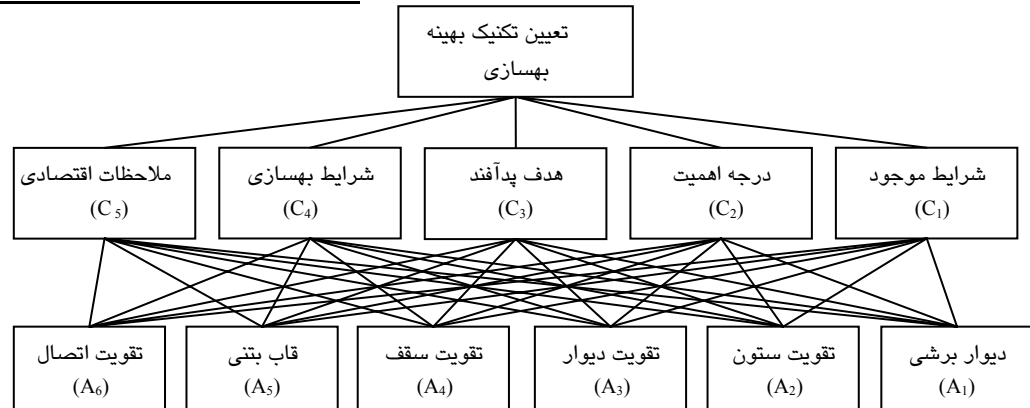 تعیین تکنیک بهینه
بهسازی
شرایط موجود
(C₁)
درجه اهمیت
(C₂)
هدف پدآفند
(C₃)
شرایط بهسازی
(C₄)
ملاحظات اقتصادی
(C₅)
دیوار برشی
(A₁)
تقویت ستون
(A₂)
تقویت دیوار
(A₃)
تقویت سقف
(A₄)
قاب بتنی
(A₅)
تقویت اتصال
(A₆)